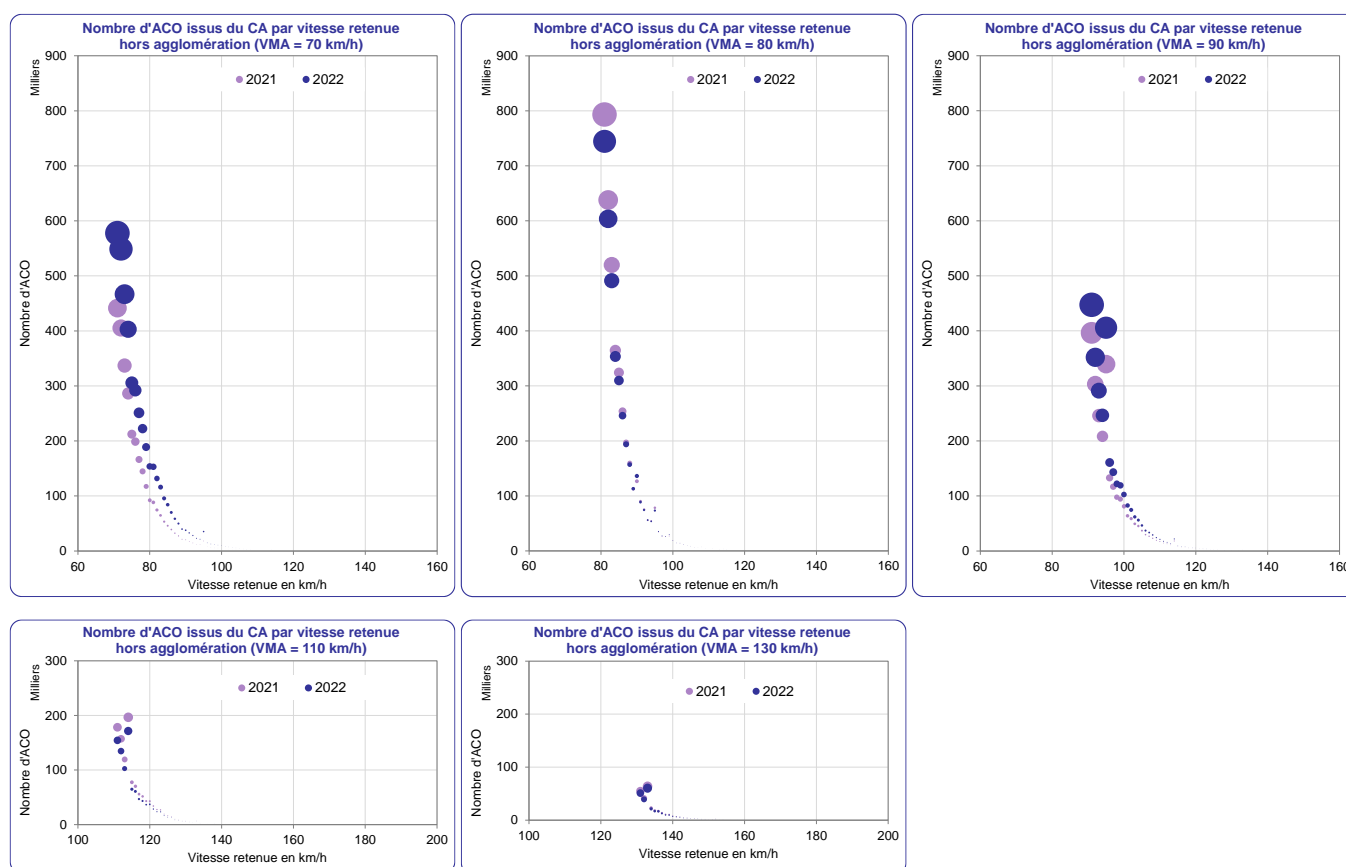 Nombre d'ACO issus du CA par vitesse retenue
hors agglomération (VMA = 70 km/h)
Milliers
2021
2022
900
800
700
600
500
400
300
200
100
0
Nombre d'ACO
60 80 100 120 140 160
Vitesse retenue en km/h
Nombre d'ACO issus du CA par vitesse retenue
hors agglomération (VMA = 80 km/h)
Milliers
2021
2022
900
800
700
600
500
400
300
200
100
0
Nombre d'ACO
60 80 100 120 140 160
Vitesse retenue en km/h
Nombre d'ACO issus du CA par vitesse retenue
hors agglomération (VMA = 90 km/h)
Milliers
2021
2022
900
800
700
600
500
400
300
200
100
0
Nombre d'ACO
60 80 100 120 140 160
Vitesse retenue en km/h
Nombre d'ACO issus du CA par vitesse retenue
hors agglomération (VMA = 110 km/h)
Milliers
2021
2022
300
200
100
0
Nombre d'ACO
100 120 140 160 180 200
Vitesse retenue en km/h
Nombre d'ACO issus du CA par vitesse retenue
hors agglomération (VMA = 130 km/h)
Milliers
2021
2022
300
200
100
0
Nombre d'ACO
100 120 140 160 180 200
Vitesse retenue en km/h